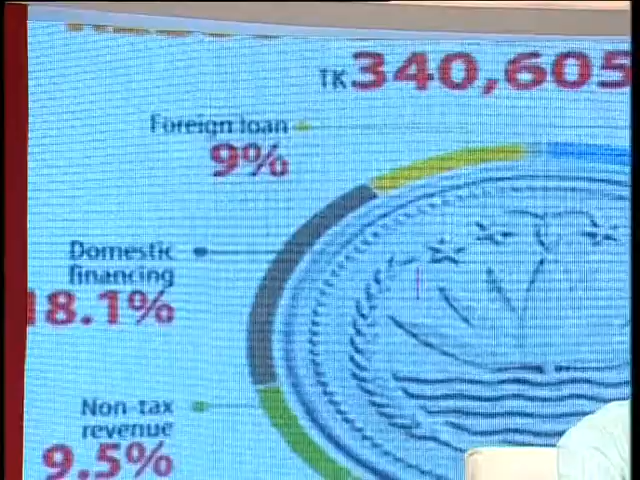 TK 340,605
Foreign loan
9%
Domestic
financing
18.1%
Non-tax
revenue
9.5%